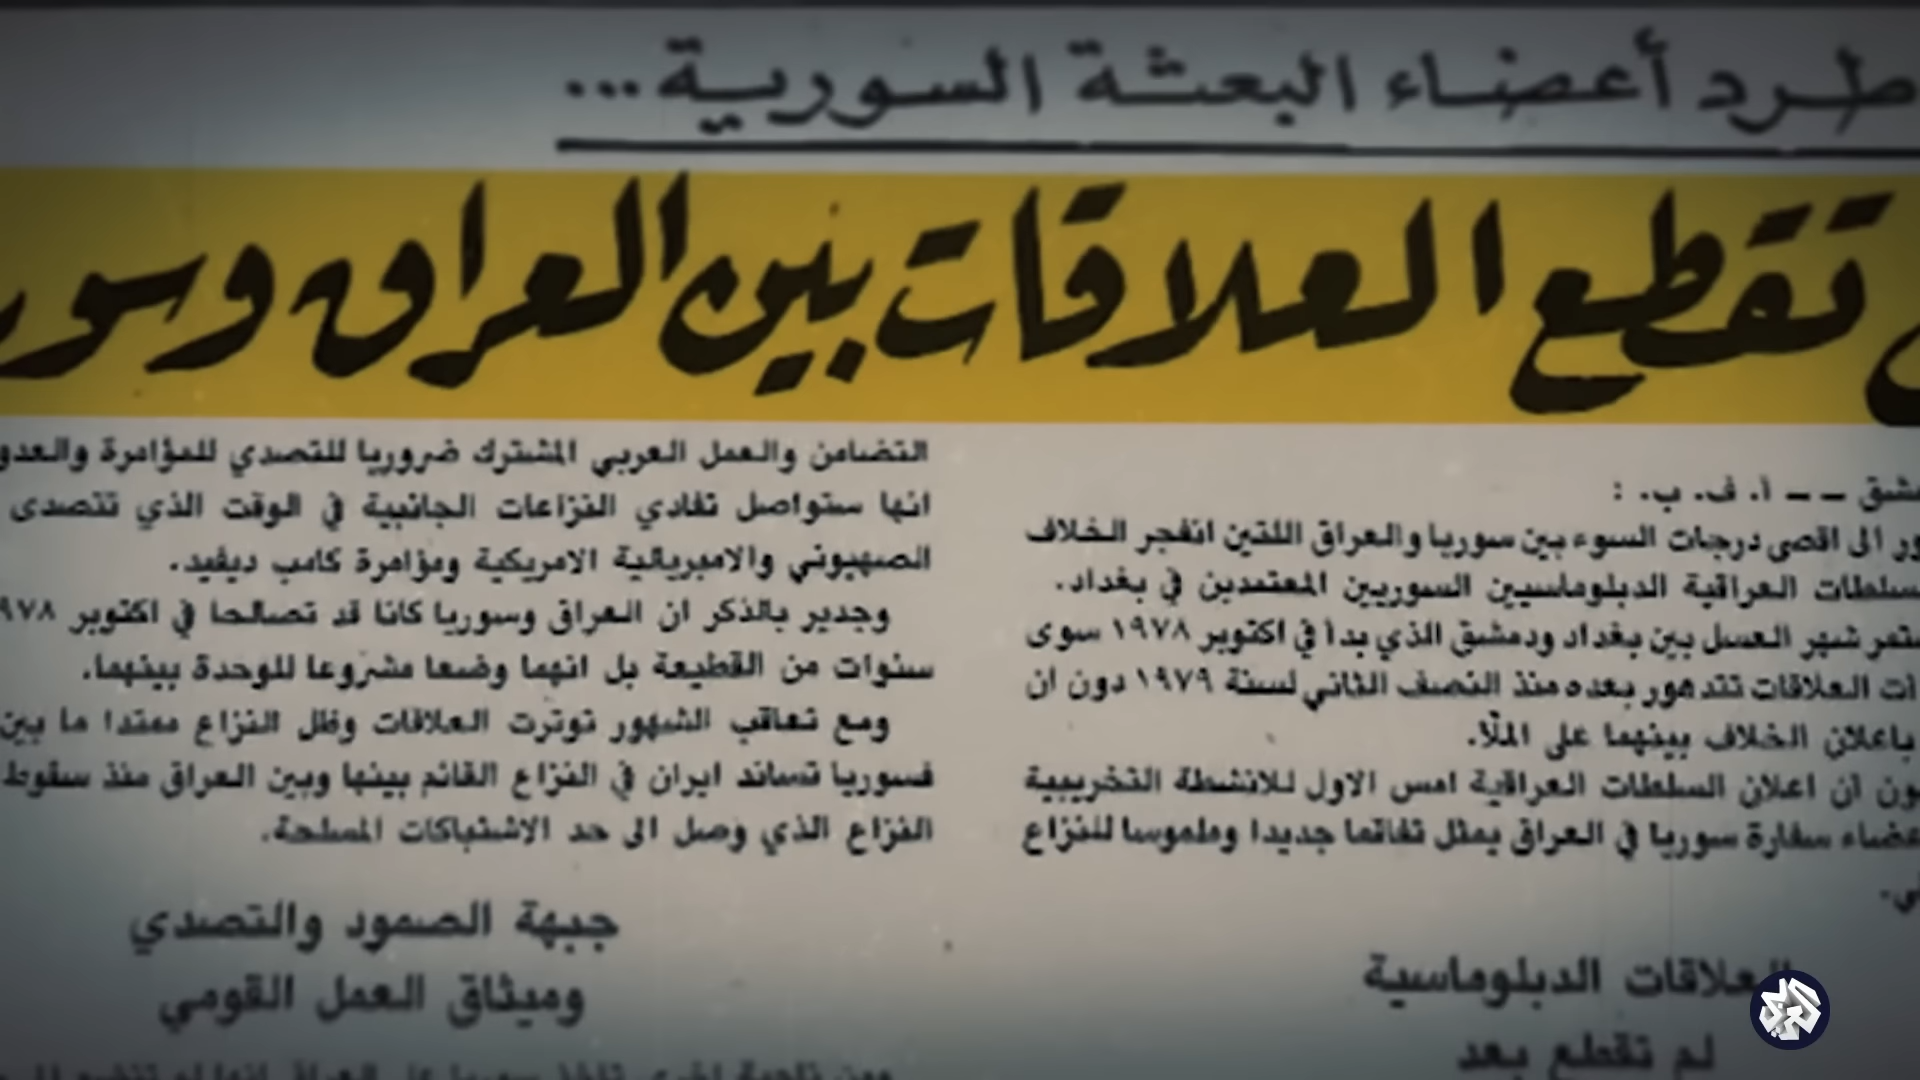 طرد أعضاء البعثة السورية...
تقطع العلاقات بين العراق وسور
أ. ف. ب. :
الى اقصى درجات السوء بين سوريا والعراق اللتين انفجر الخلاف
السلطات العراقية الدبلوماسيين السوريين المعتمدين في بغداد.
شهر العسل بين بغداد ودمشق الذي بدأ في اكتوبر ١٩٧٨ سوى
العلاقات تتدهور بعده منذ النصف الثاني لسنة ١٩٧٩ دون ان
باعلان الخلاف بينهما على الملّا.
ان اعلان السلطات العراقية امس الاول للانشطة التخريبية
سفارة سوريا في العراق يمثل تفاقما جديدا وملموسا للنزاع
العلاقات الدبلوماسية
لم تقطع بعد
التضامن والعمل العربي المشترك ضروريا للتصدي للمؤامرة والعدو
انها ستواصل تفادي النزاعات الجانبية في الوقت الذي تتصدى
الصهيوني والامبريالية الامريكية ومؤامرة كامب ديفيد.
وجدير بالذكر ان العراق وسوريا كانا قد تصالحا في اكتوبر ٩٧٨
سنوات من القطيعة بل انهما وضعا مشروعا للوحدة بينهما.
ومع تعاقب الشهور توترت العلاقات وظل النزاع ممتدا ما بين
فسوريا تساند ايران في النزاع القائم بينها وبين العراق منذ سقوط
النزاع الذي وصل الى حد الاشتباكات المسلحة.
جبهة الصمود والتصدي
وميثاق العمل القومي